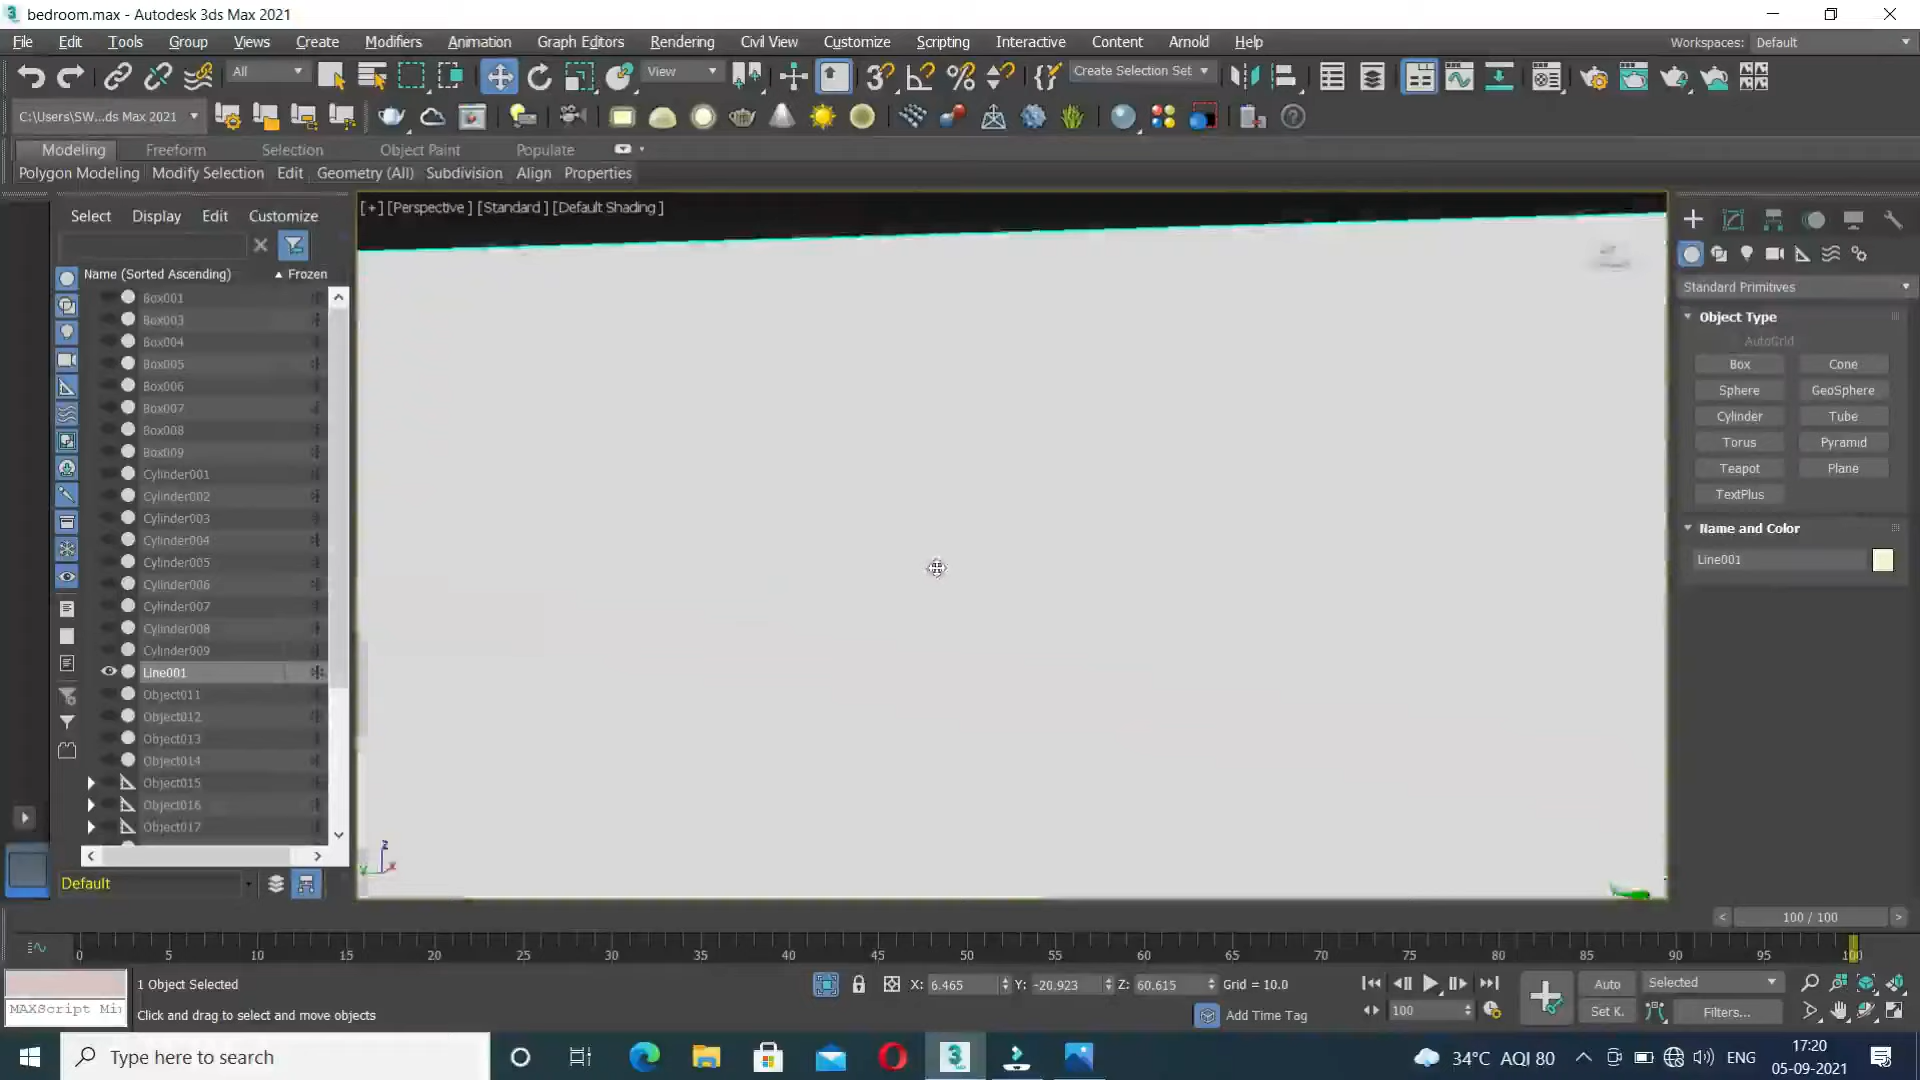 bedroom.max - Autodesk 3ds Max 2021
File Edit Tools Group Views Create Modifiers Animation Graph Editors Rendering Civil View Customize Scripting Interactive Content Arnold Help Workspaces: Default
All View Create Selection Set
C:\Users\SW...ds Max 2021
Modeling Freeform Selection Object Paint Populate
Polygon Modeling Modify Selection Edit Geometry (All) Subdivision Align Properties
Select Display Edit Customize
[+] [Perspective ] [Standard ] [Default Shading ]
Name (Sorted Ascending) Frozen
Box001
Box003
Box004
Box005
Box006
Box007
Box008
Box009
Cylinder001
Cylinder002
Cylinder003
Cylinder004
Cylinder005
Cylinder006
Cylinder007
Cylinder008
Cylinder009
Line001
Object011
Object012
Object013
Object014
Object015
Object016
Object017
Default
Standard Primitives
Object Type
AutoGrid
Box Cone
Sphere GeoSphere
Cylinder Tube
Torus Pyramid
Teapot Plane
TextPlus
Name and Color
Line001
z
x
y
< 100 / 100 >
0 5 10 15 20 25 30 35 40 45 50 55 60 65 70 75 80 85 90 95 100
1 Object Selected X: 6.465 Y: -20.923 Z: 60.615 Grid = 10.0 Auto Selected
MAXScript Mi Click and drag to select and move objects Add Time Tag 100 Set K. Filters...
Type here to search
34°C AQI 80 ENG
17:20
05-09-2021